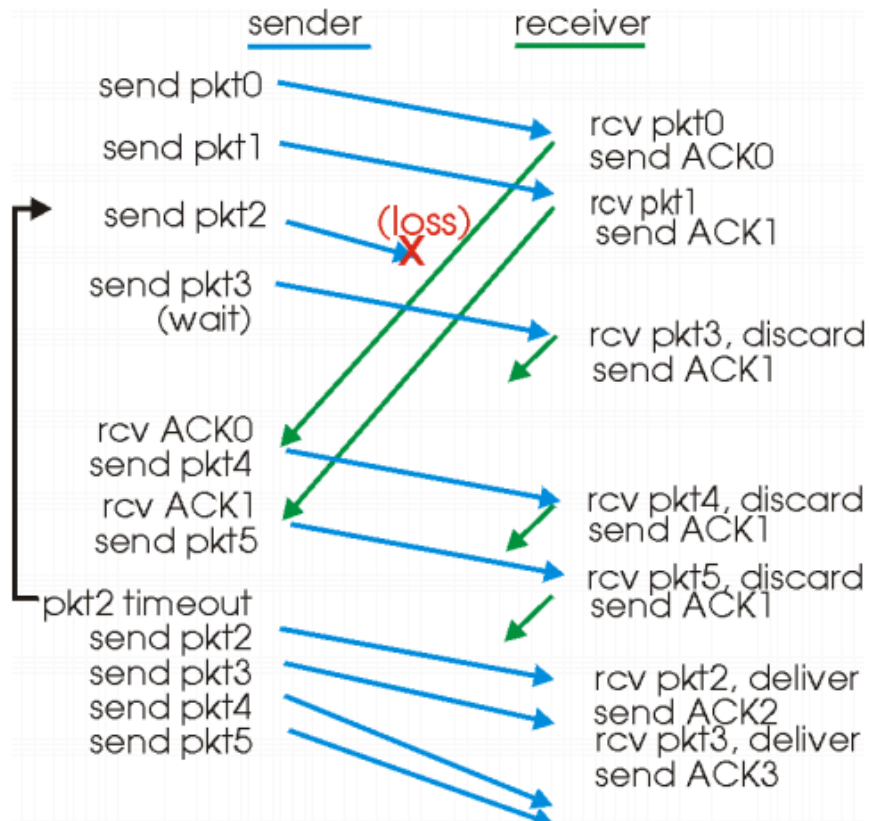 sender
receiver
send pkt0
send pkt1
send pkt2
(loss)
X
send pkt3
(wait)
rcv ACK0
send pkt4
rcv ACK1
send pkt5
pkt2 timeout
send pkt2
send pkt3
send pkt4
send pkt5
rcv pkt0
send ACK0
rcv pkt1
send ACK1
rcv pkt3, discard
send ACK1
rcv pkt4, discard
send ACK1
rcv pkt5, discard
send ACK1
rcv pkt2, deliver
send ACK2
rcv pkt3, deliver
send ACK3